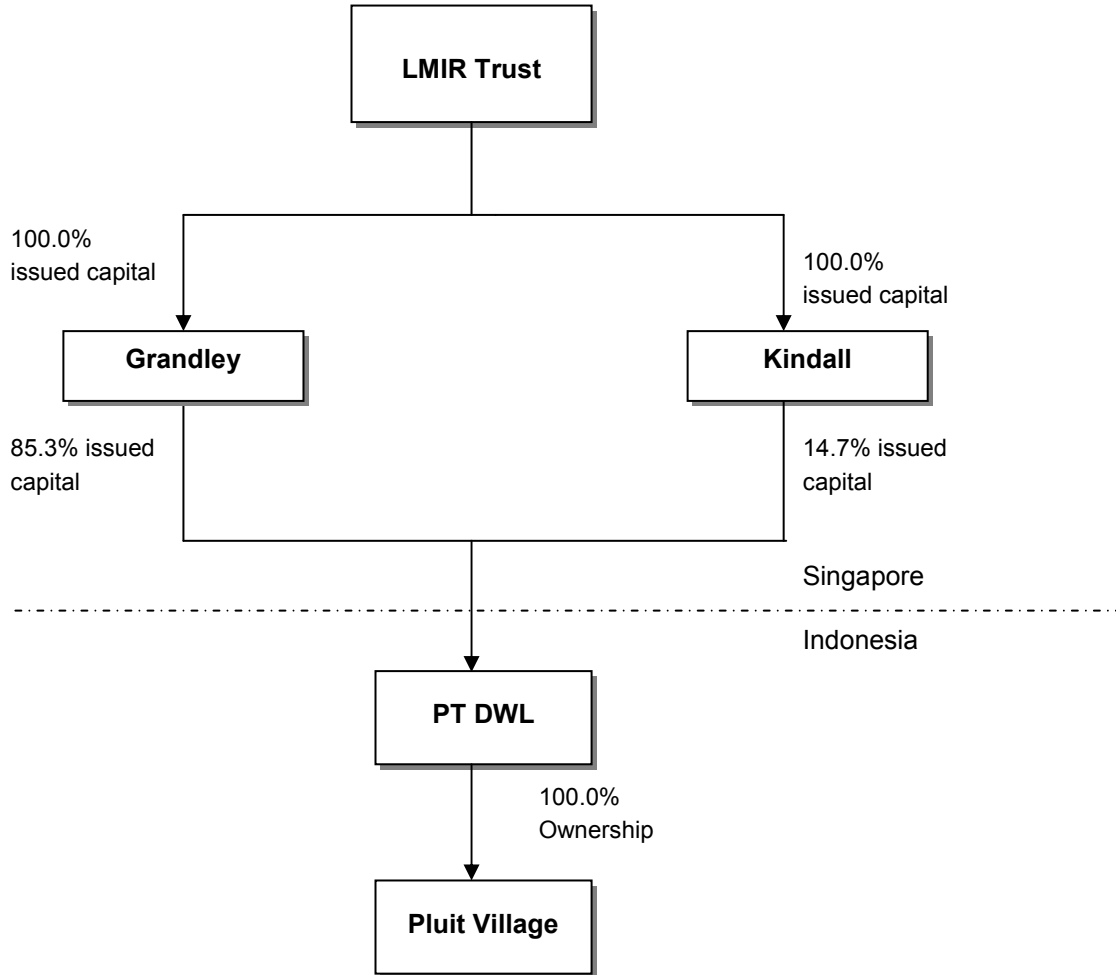 LMIR Trust
100.0%
issued capital
100.0%
issued capital
Grandley
Kindall
85.3% issued
capital
14.7% issued
capital
Singapore
Indonesia
PT DWL
100.0%
Ownership
Pluit Village